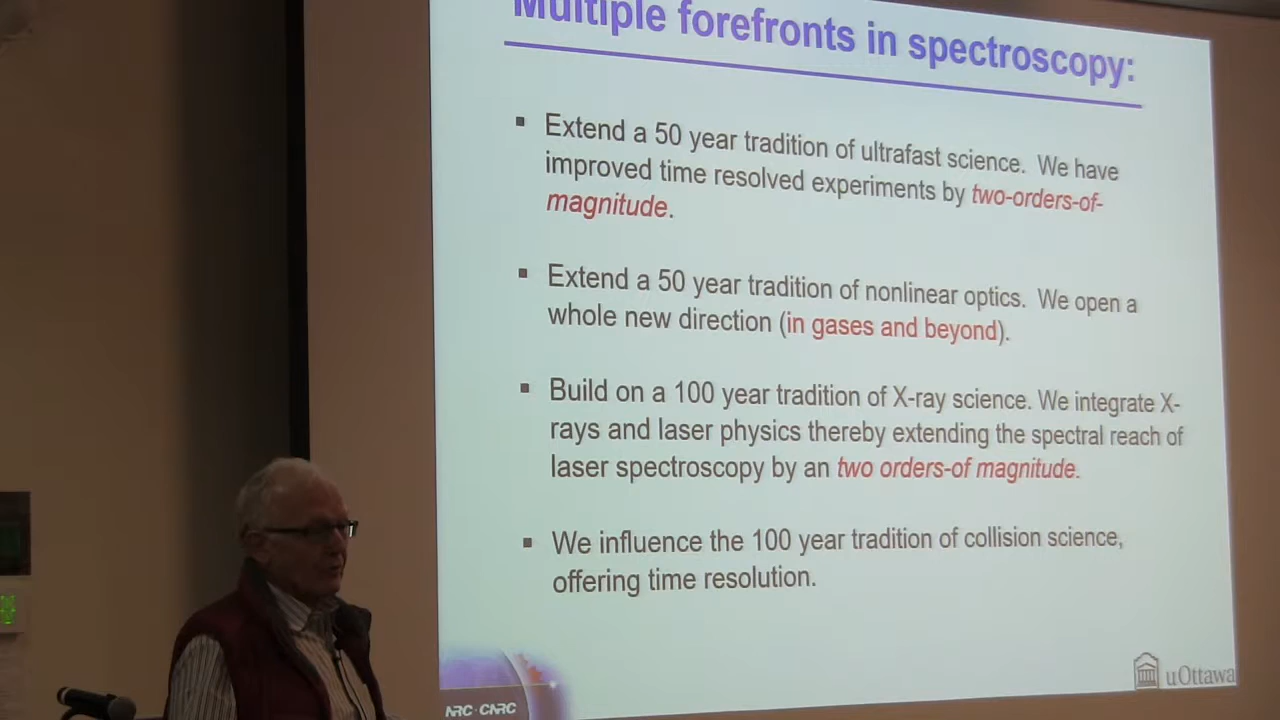 Multiple forefronts in spectroscopy:
▪ Extend a 50 year tradition of ultrafast science. We have
improved time resolved experiments by two-orders-of-
magnitude.
▪ Extend a 50 year tradition of nonlinear optics. We open a
whole new direction (in gases and beyond).
▪ Build on a 100 year tradition of X-ray science. We integrate X-
rays and laser physics thereby extending the spectral reach of
laser spectroscopy by an two orders-of magnitude.
▪ We influence the 100 year tradition of collision science,
offering time resolution.
NRC·CNRC
uOttawa